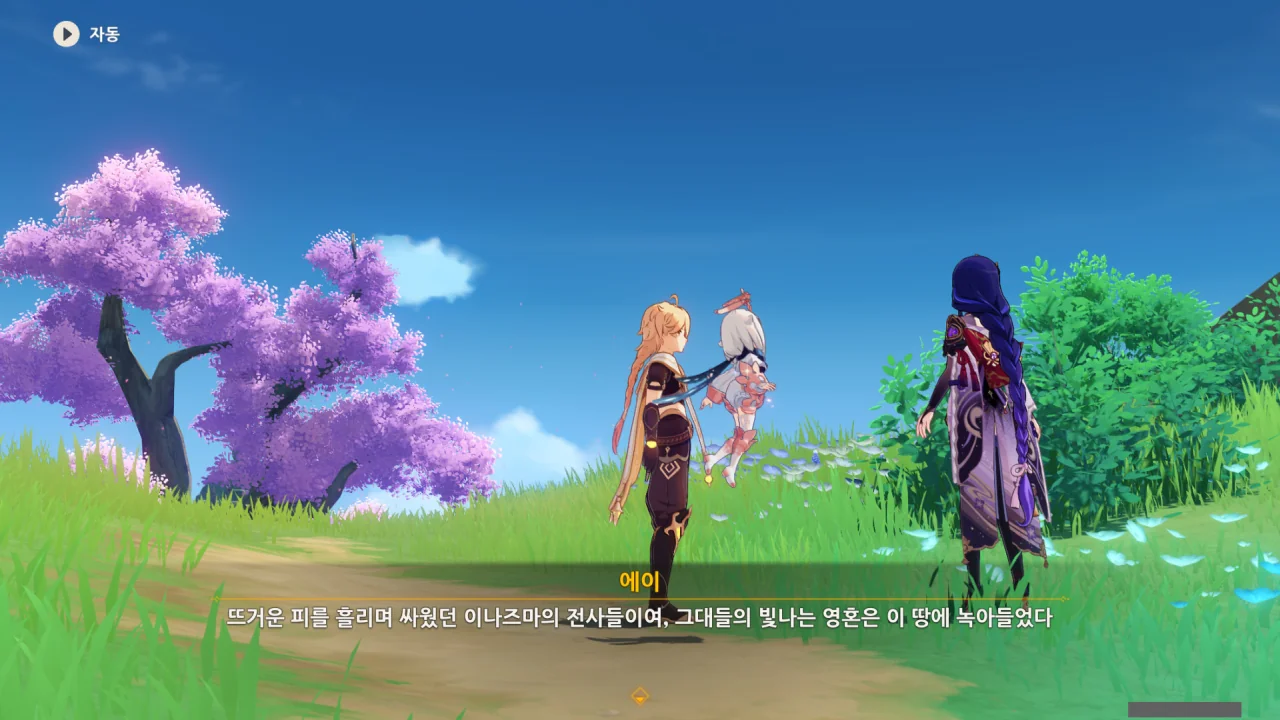 자동
에이
뜨거운 피를 흘리며 싸웠던 이나즈마의 전사들이여, 그대들의 빛나는 영혼은 이 땅에 녹아들었다